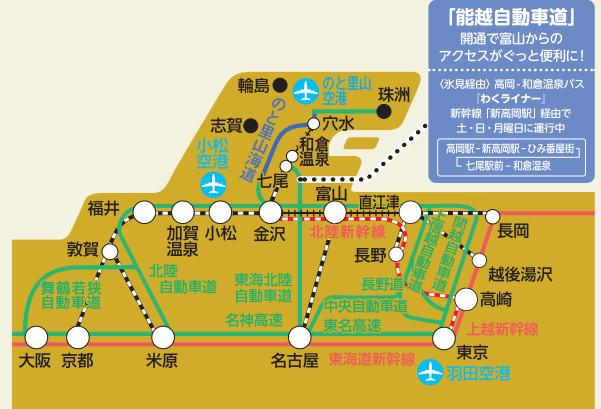 「能越自動車道」
開通で富山からの
アクセスがぐっと便利に!
〈氷見経由〉高岡-和倉温泉バス
『わくライナー』
新幹線「新高岡駅」経由で
土・日・月曜日に運行中
高岡駅-新高岡駅-ひみ番屋街
七尾駅前-和倉温泉
輪島
のと里山
空港
珠洲
志賀
穴水
のと里山海道
小松
空港
和倉
温泉
七尾
福井
加賀
温泉
小松
金沢
富山
直江津
長岡
北陸新幹線
敦賀
長野
上信越自動車道
関越自動車道
越後湯沢
舞鶴若狭
自動車道
北陸
自動車道
東海北陸
自動車道
長野道
高崎
中央自動車道
名神高速
東名高速
上越新幹線
大阪
京都
米原
名古屋
東海道新幹線
東京
羽田空港